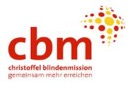 cbm
christoffel blindenmission
gemeinsam mehr erreichen